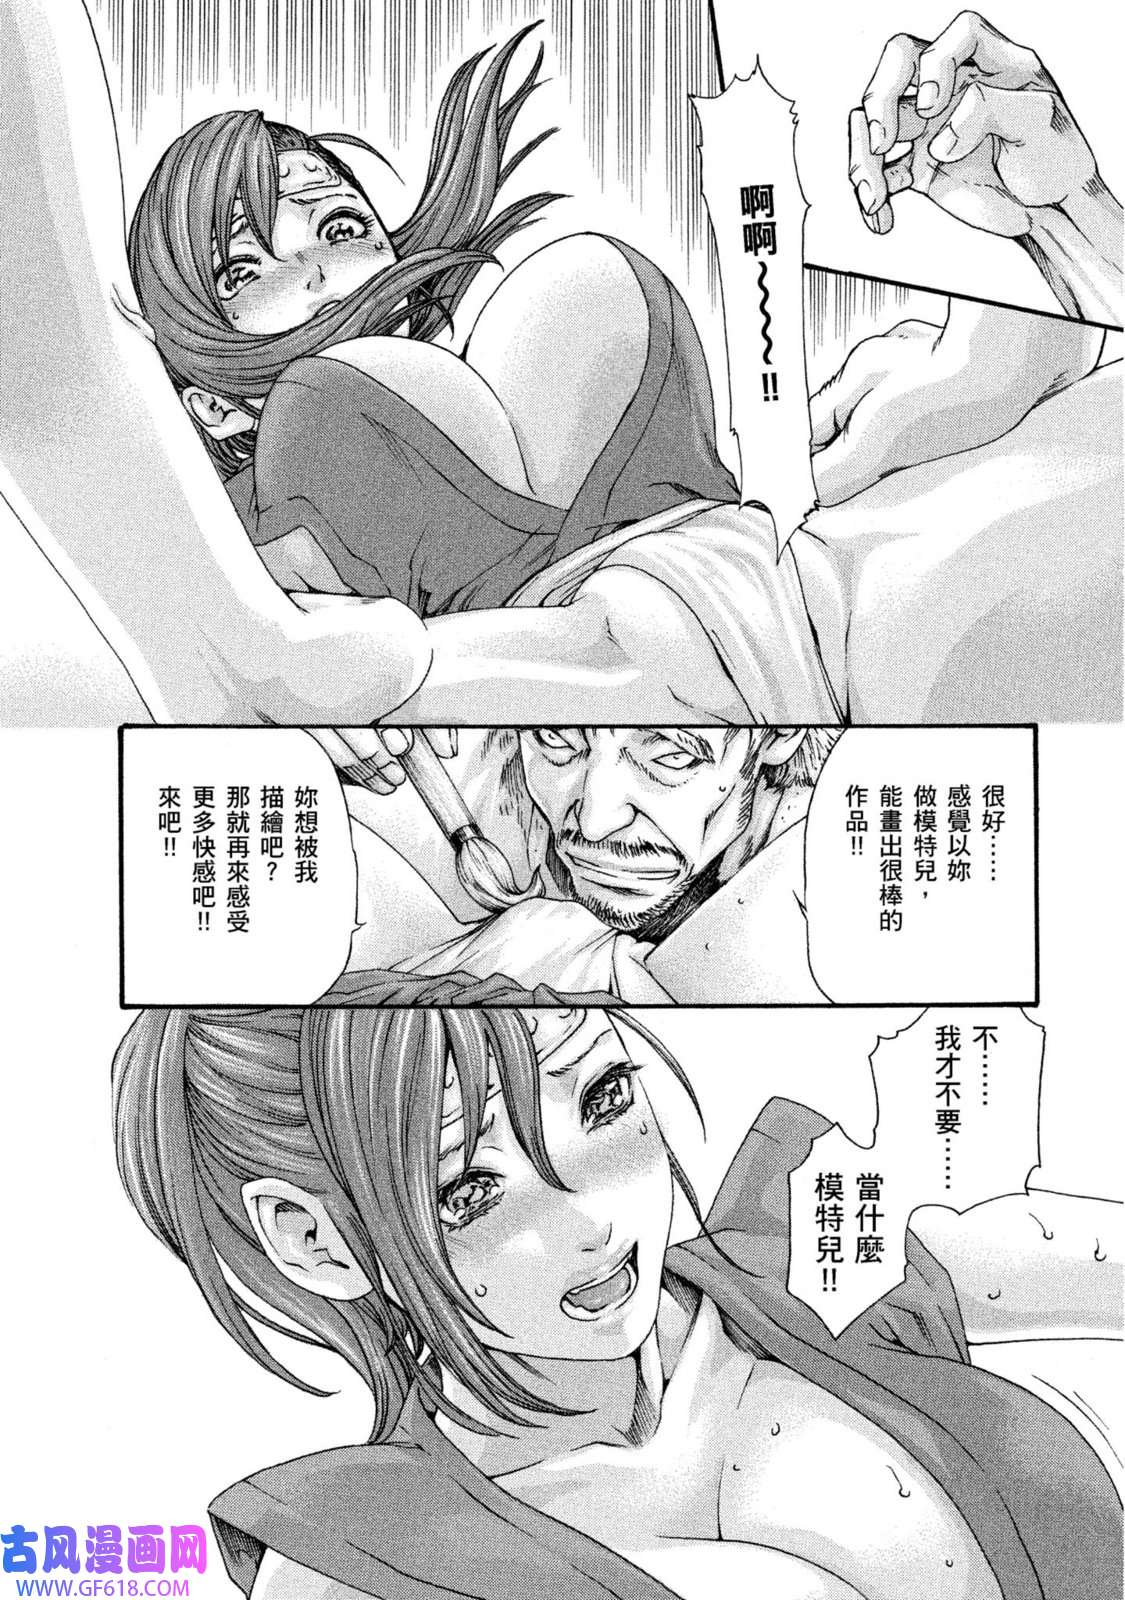 啊啊～～～～!!
很好……
感覺以妳
做模特兒，
能畫出很棒的
作品!!
妳想被我
描繪吧？
那就再來感受
更多快感吧!!
來吧!!
不……
我才不要……
當什麼
模特兒!!
古风漫画网
WWW.GF618.COM